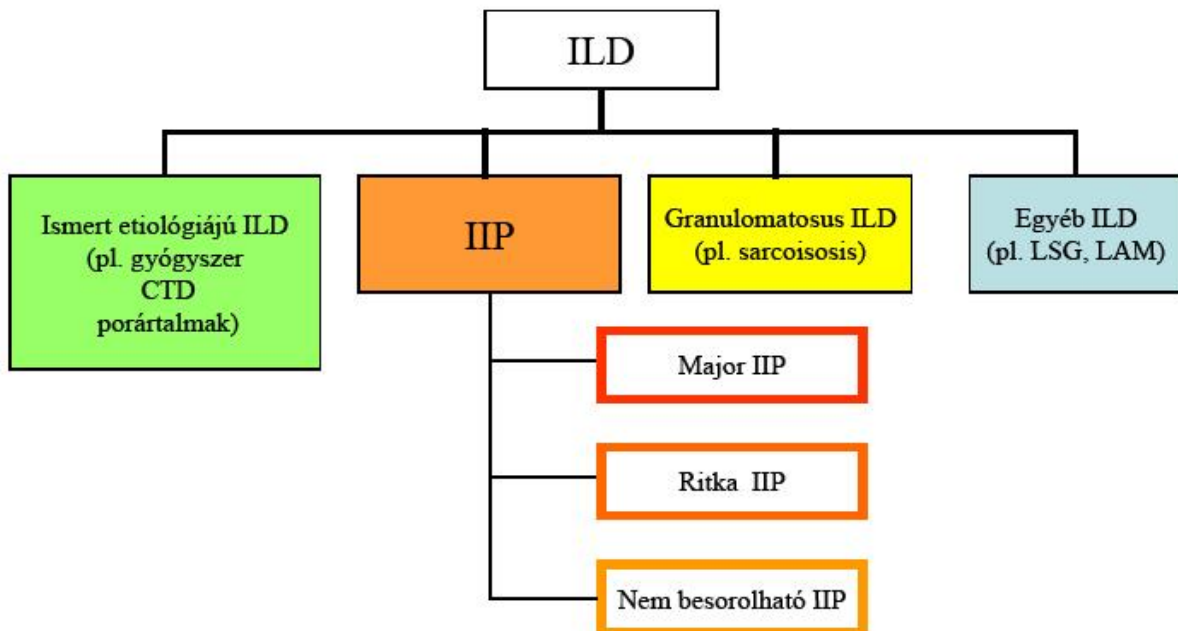 ILD
Ismert etiológiájú ILD
(pl. gyógyszer
CTD
porártalmak)
IIP
Granulomatosus ILD
(pl. sarcoisosis)
Egyéb ILD
(pl. LSG, LAM)
Major IIP
Ritka IIP
Nem besorolható IIP